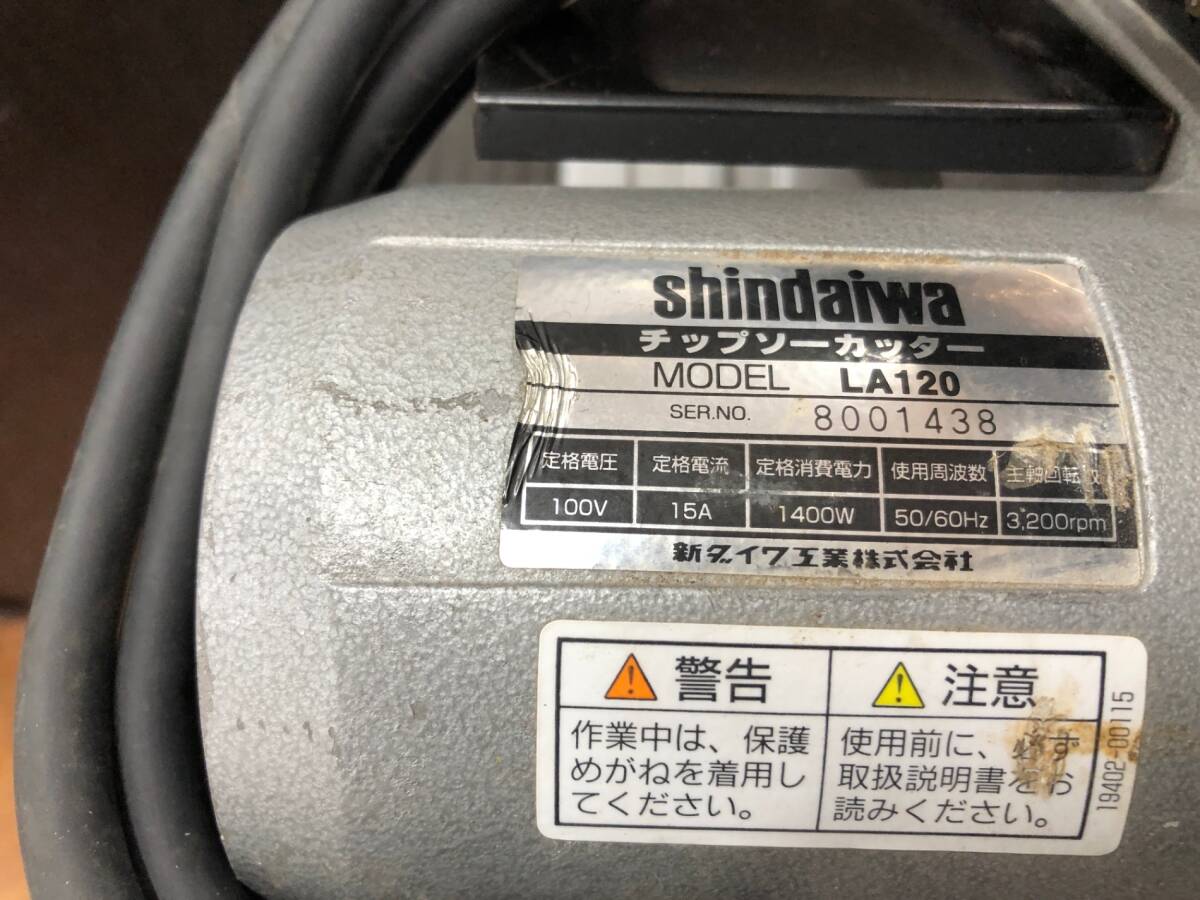 shindaiwa
チップソーカッター
MODEL LA120
SER.NO. 8001438
定格電圧 定格電流 定格消費電力 使用周波数 主軸回転数
100V 15A 1400W 50/60Hz 3,200rpm
新ダイワ工業株式会社
警告
作業中は、保護
めがねを着用し
てください。
注意
使用前に、必ず
取扱説明書をお
読みください。
19402-00115